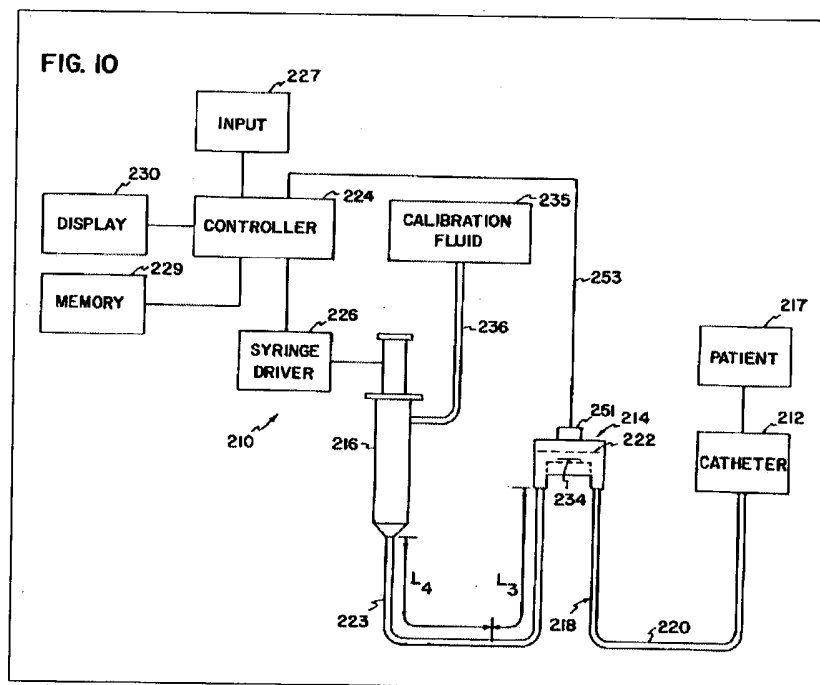 FIG. 10
227
INPUT
230
224
235
DISPLAY
CONTROLLER
CALIBRATION
FLUID
229
253
MEMORY
226
236
217
SYRINGE
DRIVER
PATIENT
251
214
212
210
216
222
CATHETER
234
L4
L3
223
218
220